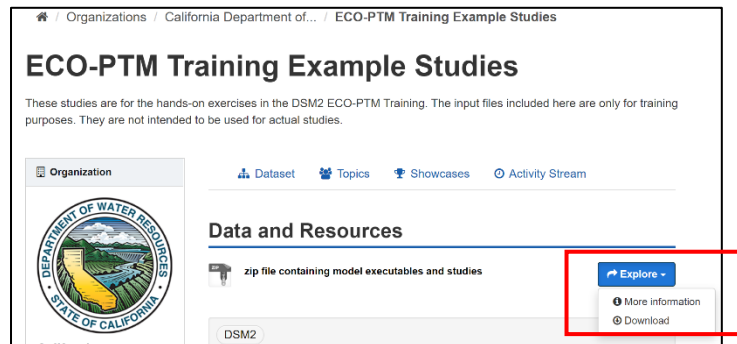 / Organizations / California Department of... / ECO-PTM Training Example Studies
ECO-PTM Training Example Studies
These studies are for the hands-on exercises in the DSM2 ECO-PTM Training. The input files included here are only for training
purposes. They are not intended to be used for actual studies.
Organization
Dataset Topics Showcases Activity Stream
DEPARTMENT OF WATER RESOURCES
STATE OF CALIFORNIA
Data and Resources
ZIP
zip file containing model executables and studies
Explore
More information
Download
DSM2